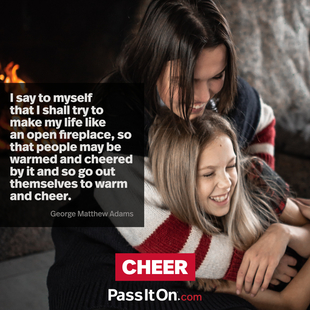 I say to myself
that I shall try to
make my life like
an open fireplace, so
that people may be
warmed and cheered
by it and so go out
themselves to warm
and cheer.
George Matthew Adams
CHEER
PassItOn.com